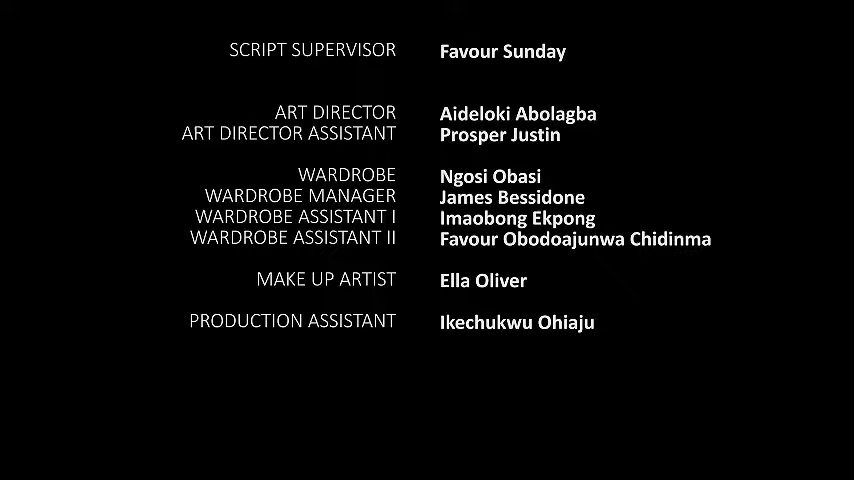 SCRIPT SUPERVISOR Favour Sunday
ART DIRECTOR Aideloki Abolagba
ART DIRECTOR ASSISTANT Prosper Justin
WARDROBE Ngosi Obasi
WARDROBE MANAGER James Bessidone
WARDROBE ASSISTANT I Imaobong Ekpong
WARDROBE ASSISTANT II Favour Obodoajunwa Chidinma
MAKE UP ARTIST Ella Oliver
PRODUCTION ASSISTANT Ikechukwu Ohiaju